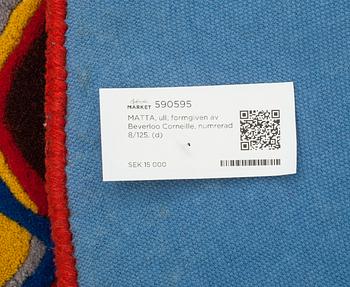 MARKET 590595
MATTA, ull, formgiven av
Beverloo Corneille, numrerad
8/125. (d)
SEK 15 000